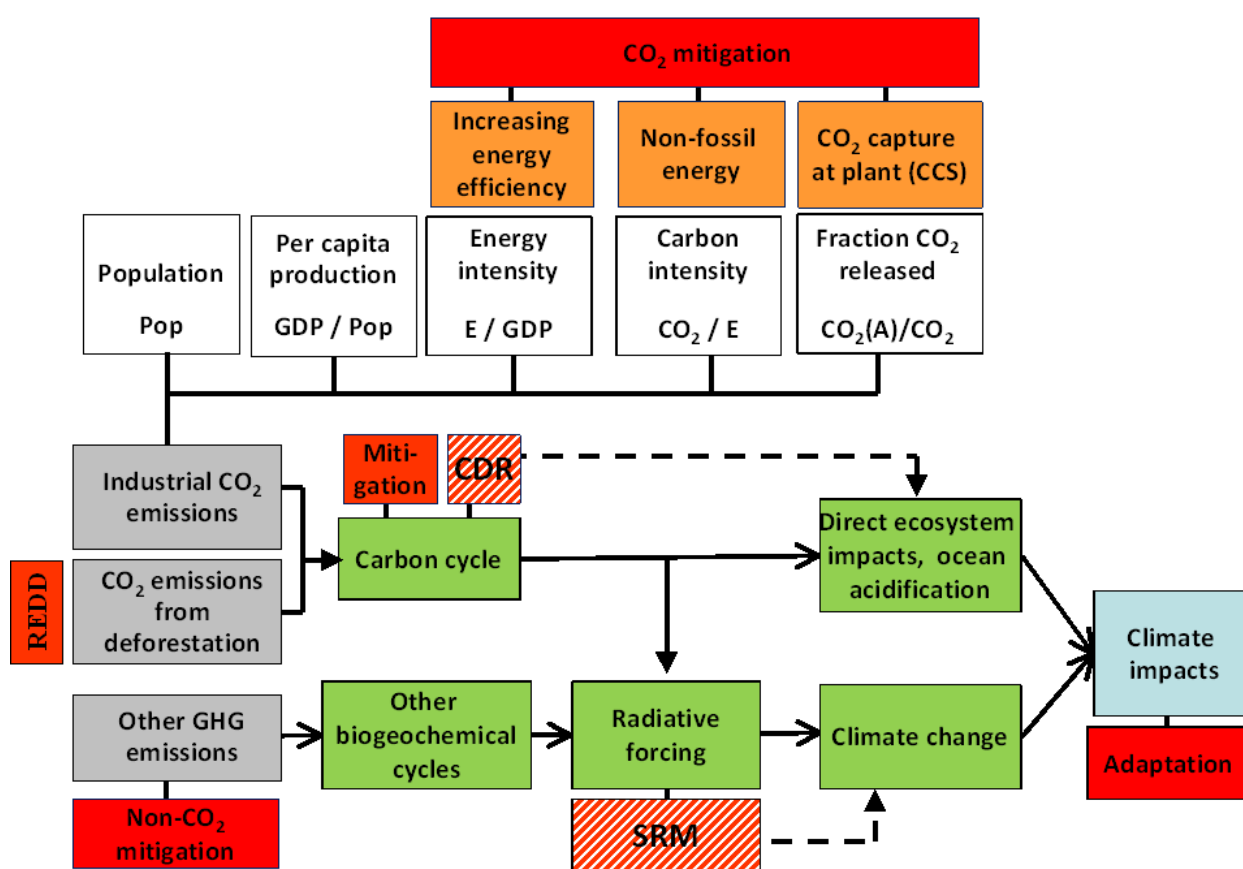 CO₂ mitigation
Increasing
energy
efficiency
Non-fossil
energy
CO₂ capture
at plant (CCS)
Population
Pop
Per capita
production
GDP / Pop
Energy
intensity
E / GDP
Carbon
intensity
CO₂ / E
Fraction CO₂
released
CO₂(A)/CO₂
Industrial CO₂
emissions
Miti-
gation
CDR
Carbon cycle
Direct ecosystem
impacts, ocean
acidification
REDD
CO₂ emissions
from
deforestation
Climate
impacts
Other GHG
emissions
Other
biogeochemical
cycles
Radiative
forcing
Climate change
Adaptation
Non-CO₂
mitigation
SRM